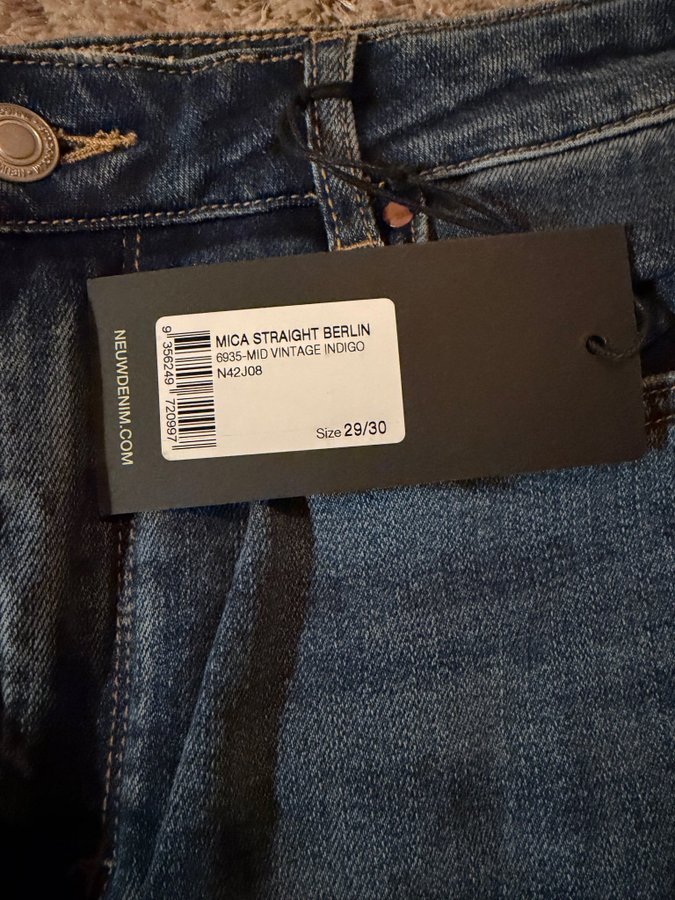 NEUWDENIM.COM
9 356249 720997
MICA STRAIGHT BERLIN
6935-MID VINTAGE INDIGO
N42J08
Size 29/30